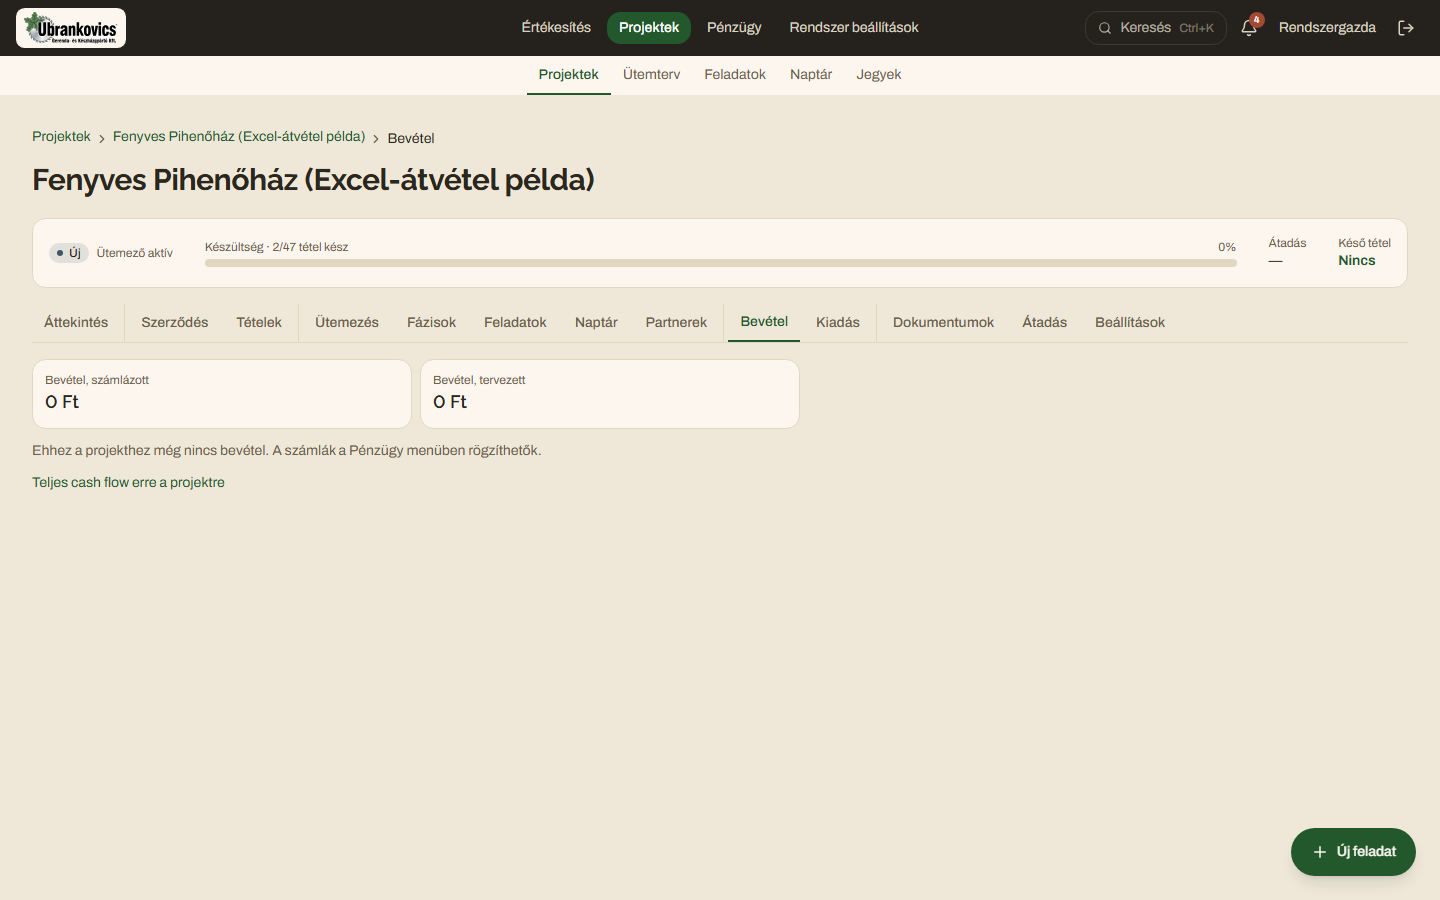 Ubrankovics
Gerenda- és Készházgyártó Kft.
Értékesítés
Projektek
Pénzügy
Rendszer beállítások
Keresés Ctrl+K
4
Rendszergazda
Projektek
Ütemterv
Feladatok
Naptár
Jegyek
Projektek > Fenyves Pihenőház (Excel-átvétel példa) > Bevétel
Fenyves Pihenőház (Excel-átvétel példa)
Új
Ütemező aktív
Készültség · 2/47 tétel kész
0%
Átadás
—
Késő tétel
Nincs
Áttekintés
Szerződés
Tételek
Ütemezés
Fázisok
Feladatok
Naptár
Partnerek
Bevétel
Kiadás
Dokumentumok
Átadás
Beállítások
Bevétel, számlázott
0 Ft
Bevétel, tervezett
0 Ft
Ehhez a projekthez még nincs bevétel. A számlák a Pénzügy menüben rögzíthetők.
Teljes cash flow erre a projektre
+ Új feladat